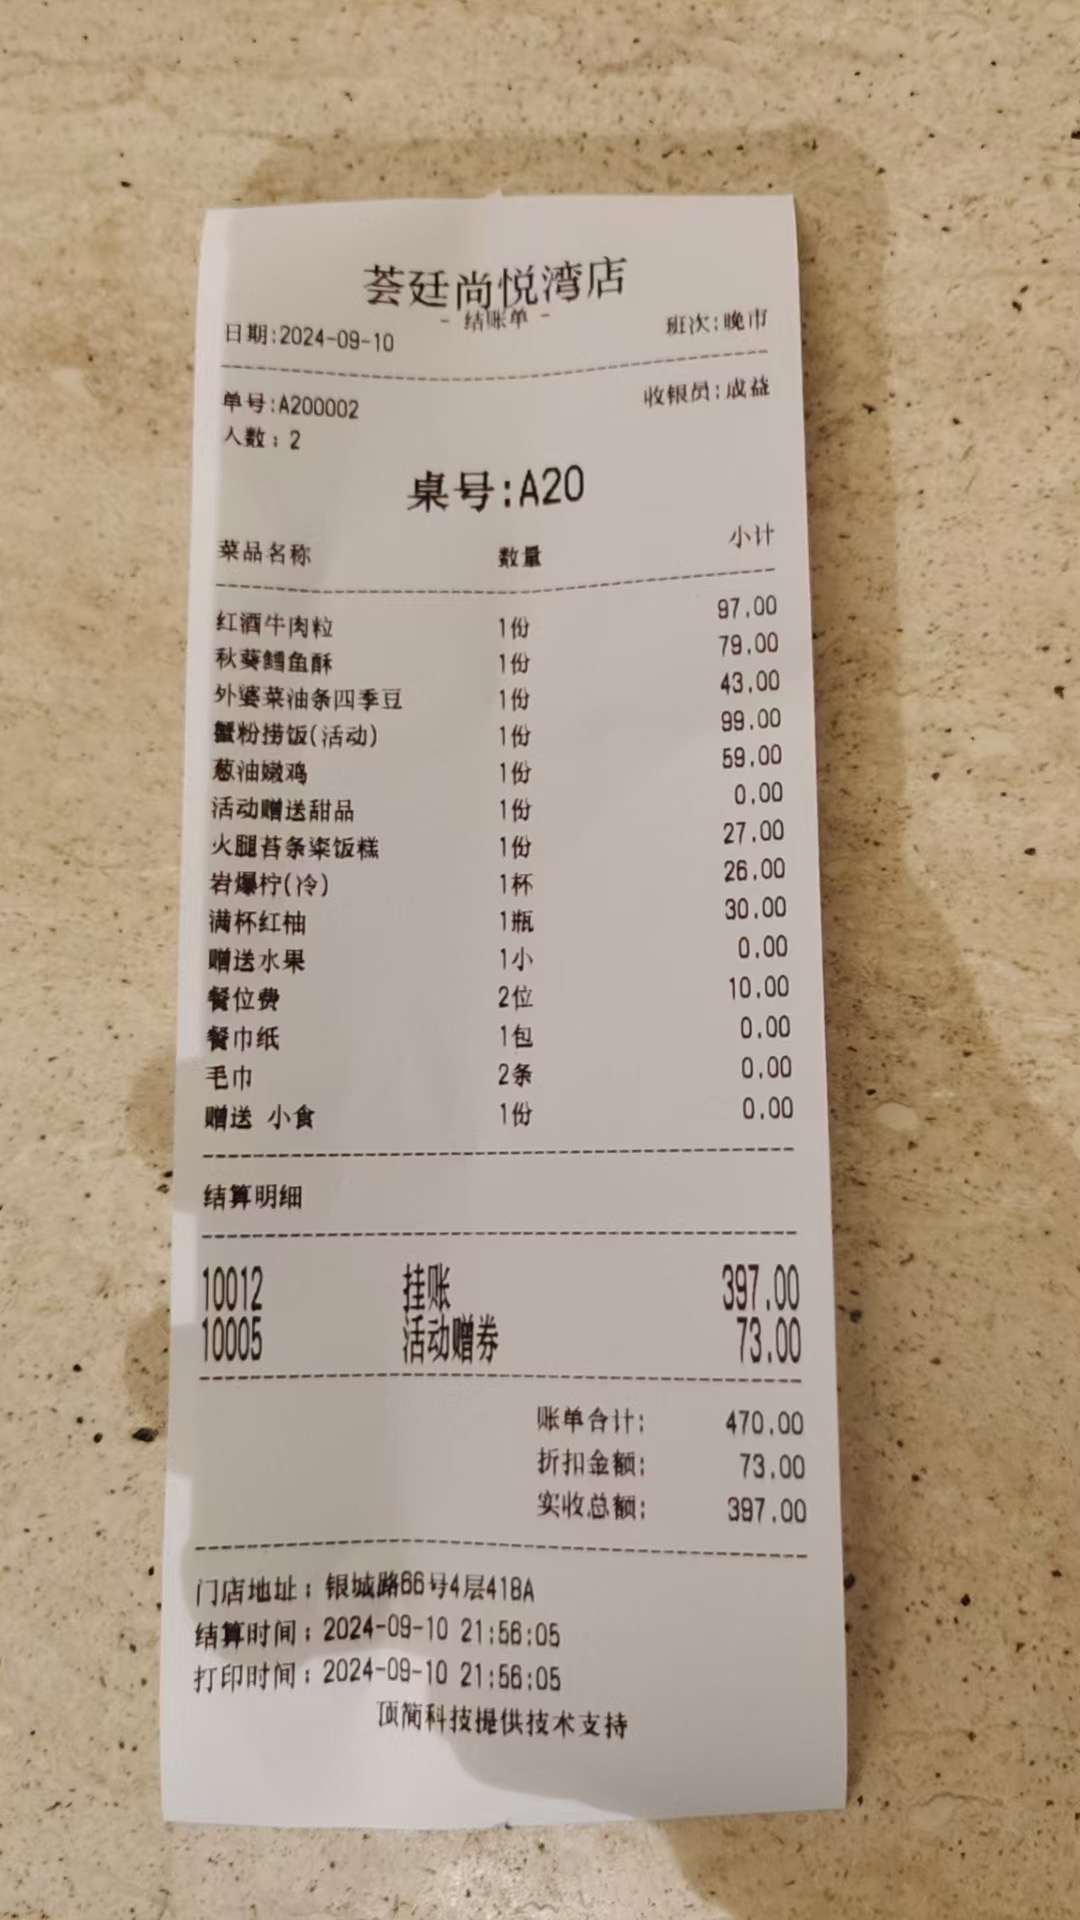 荟廷尚悦湾店
- 结账单 -
日期:2024-09-10 班次:晚市
单号:A200002 收银员:成益
人数: 2
桌号:A20
菜品名称 数量 小计
红酒牛肉粒 1份 97.00
秋葵鳕鱼酥 1份 79.00
外婆菜油条四季豆 1份 43.00
蟹粉捞饭(活动) 1份 99.00
葱油嫩鸡 1份 59.00
活动赠送甜品 1份 0.00
火腿苔条粢饭糕 1份 27.00
岩爆柠(冷) 1杯 26.00
满杯红柚 1瓶 30.00
赠送水果 1小 0.00
餐位费 2位 10.00
餐巾纸 1包 0.00
毛巾 2条 0.00
赠送 小食 1份 0.00
结算明细
10012 挂账 397.00
10005 活动赠券 73.00
账单合计: 470.00
折扣金额: 73.00
实收总额: 397.00
门店地址: 银城路66号4层418A
结算时间: 2024-09-10 21:56:05
打印时间: 2024-09-10 21:56:05
顶简科技提供技术支持